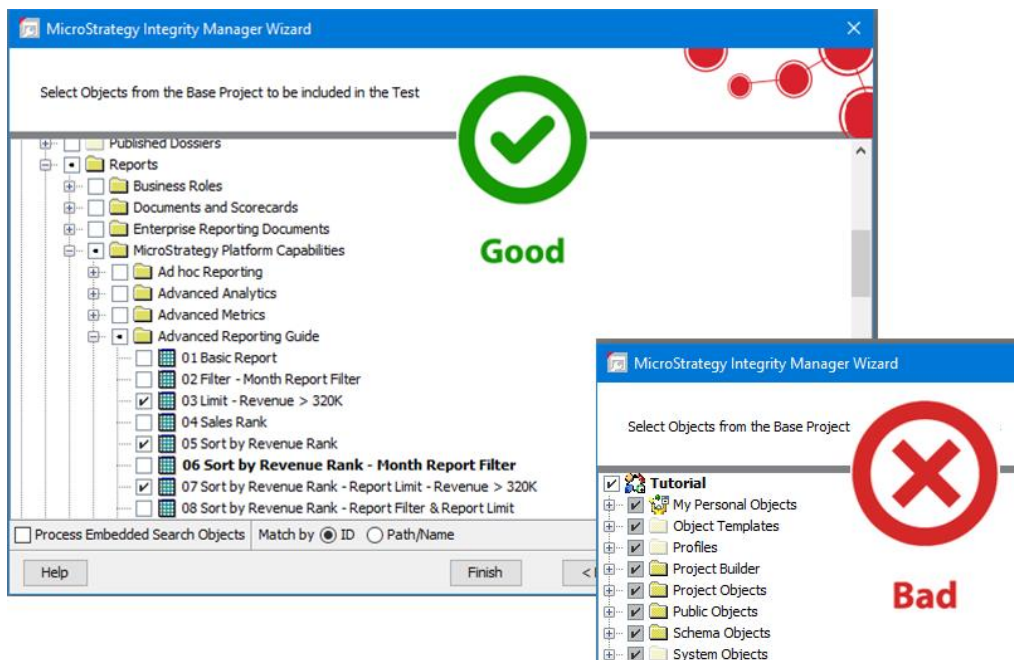 MicroStrategy Integrity Manager Wizard
Select Objects from the Base Project to be included in the Test
Published Dossiers
Reports
Business Roles
Documents and Scorecards
Enterprise Reporting Documents
MicroStrategy Platform Capabilities
Ad hoc Reporting
Advanced Analytics
Advanced Metrics
Advanced Reporting Guide
01 Basic Report
02 Filter - Month Report Filter
03 Limit - Revenue > 320K
04 Sales Rank
05 Sort by Revenue Rank
06 Sort by Revenue Rank - Month Report Filter
07 Sort by Revenue Rank - Report Limit - Revenue > 320K
08 Sort by Revenue Rank - Report Filter & Report Limit
Process Embedded Search Objects Match by ID Path/Name
Help Finish <
Good
MicroStrategy Integrity Manager Wizard
Select Objects from the Base Project
Tutorial
My Personal Objects
Object Templates
Profiles
Project Builder
Project Objects
Public Objects
Schema Objects
System Objects
Bad